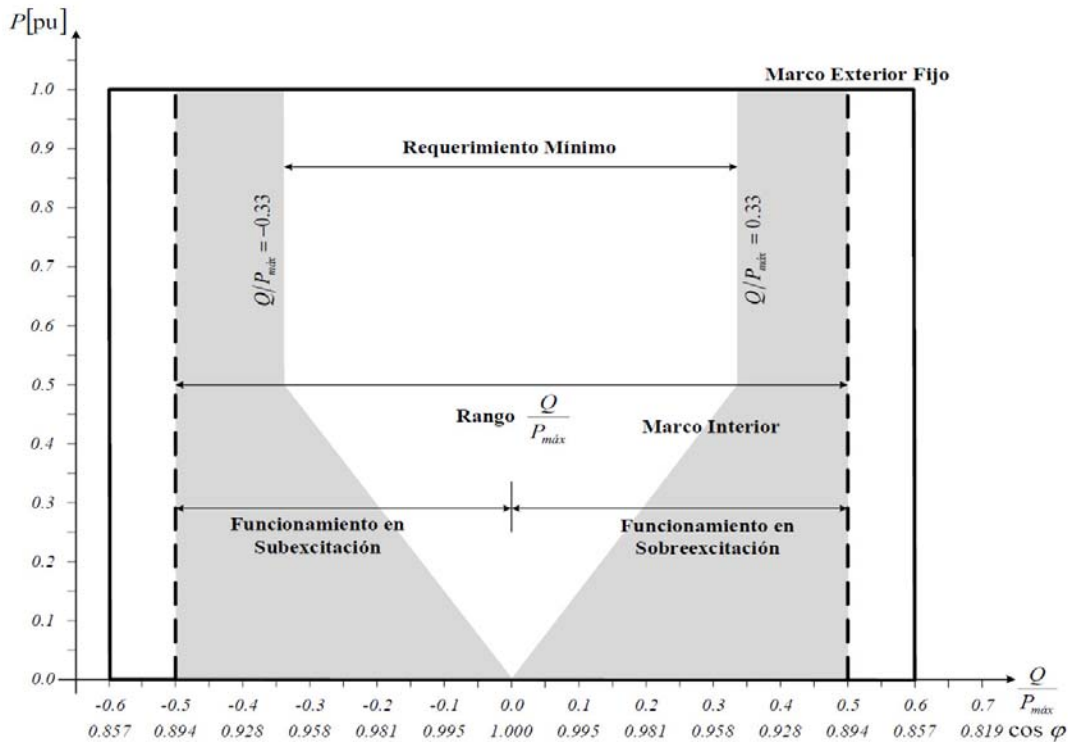 P[pu]
Marco Exterior Fijo
1.0
0.9
0.8
0.7
0.6
0.5
0.4
0.3
0.2
0.1
0.0
Requerimiento Mínimo
Q/Pmáx = −0.33
Q/Pmáx = 0.33
Rango Q/Pmáx
Marco Interior
Funcionamiento en
Subexcitación
Funcionamiento en
Sobreexcitación
-0.6 -0.5 -0.4 -0.3 -0.2 -0.1 0.0 0.1 0.2 0.3 0.4 0.5 0.6 0.7 Q/Pmáx
0.857 0.894 0.928 0.958 0.981 0.995 1.000 0.995 0.981 0.958 0.928 0.894 0.857 0.819 cos φ